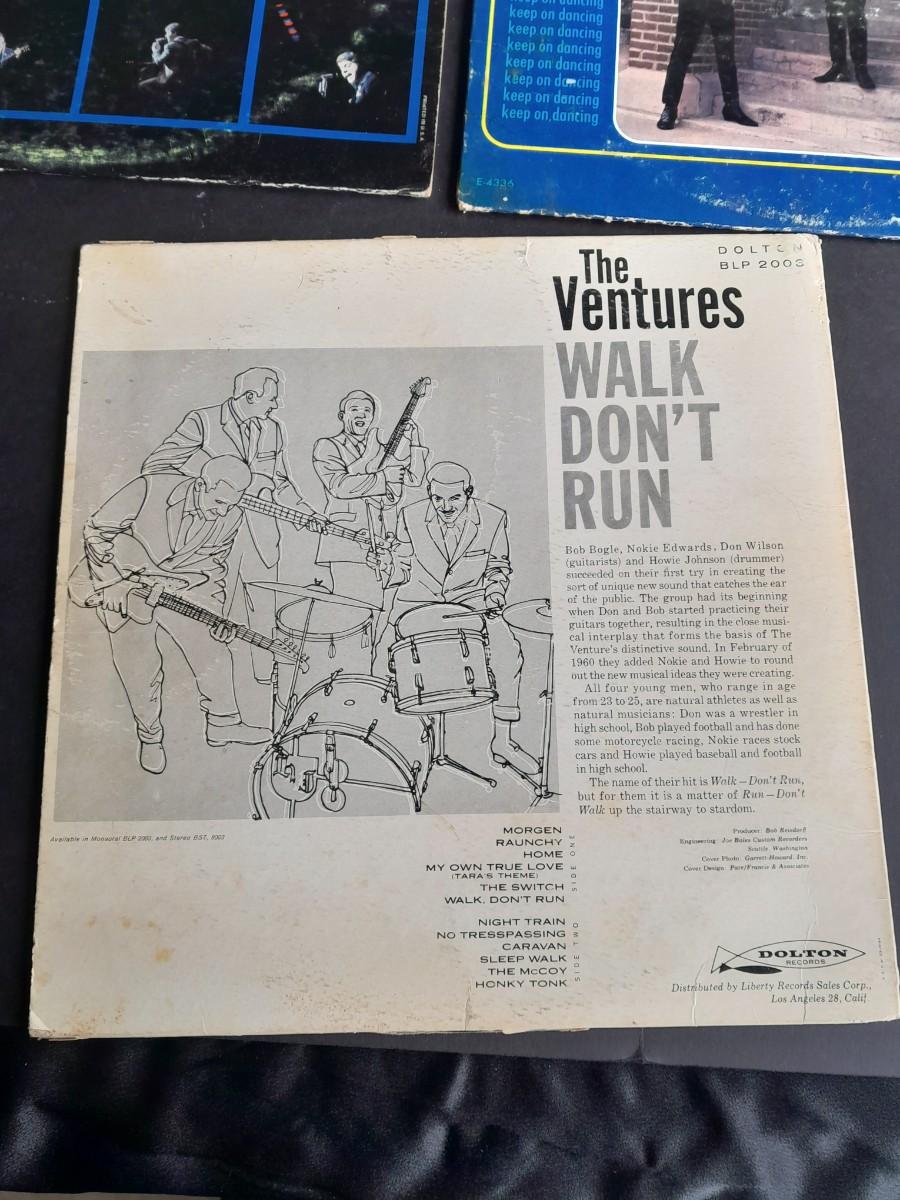 keep on dancing
keep on dancing
keep on dancing
keep on dancing
keep on dancing
keep on dancing
keep on dancing
keep on dancing
E-4336
PRINTED IN U.S.A.
DOLTON
BLP 2003
The
Ventures
WALK
DON'T
RUN
Bob Bogle, Nokie Edwards, Don Wilson
(guitarists) and Howie Johnson (drummer)
succeeded on their first try in creating the
sort of unique new sound that catches the ear
of the public. The group had its beginning
when Don and Bob started practicing their
guitars together, resulting in the close musi-
cal interplay that forms the basis of The
Venture's distinctive sound. In February of
1960 they added Nokie and Howie to round
out the new musical ideas they were creating.
All four young men, who range in age
from 23 to 25, are natural athletes as well as
natural musicians: Don was a wrestler in
high school, Bob played football and has done
some motorcycle racing, Nokie races stock
cars and Howie played baseball and football
in high school.
The name of their hit is Walk—Don't Run,
but for them it is a matter of Run—Don't
Walk up the stairway to stardom.
Available in Monaural BLP 2003, and Stereo BST, 8003
MORGEN
RAUNCHY
HOME
MY OWN TRUE LOVE
(TARA'S THEME)
THE SWITCH
WALK, DON'T RUN
SIDE ONE
NIGHT TRAIN
NO TRESSPASSING
CARAVAN
SLEEP WALK
THE McCOY
HONKY TONK
SIDE TWO
Producer: Bob Reisdorff
Engineering: Joe Boles Custom Recorders
Seattle, Washington
Cover Photo: Garrett-Howard, Inc.
Cover Design: Pate/Francis & Associates
DOLTON
RECORDS
Distributed by Liberty Records Sales Corp.,
Los Angeles 28, Calif.